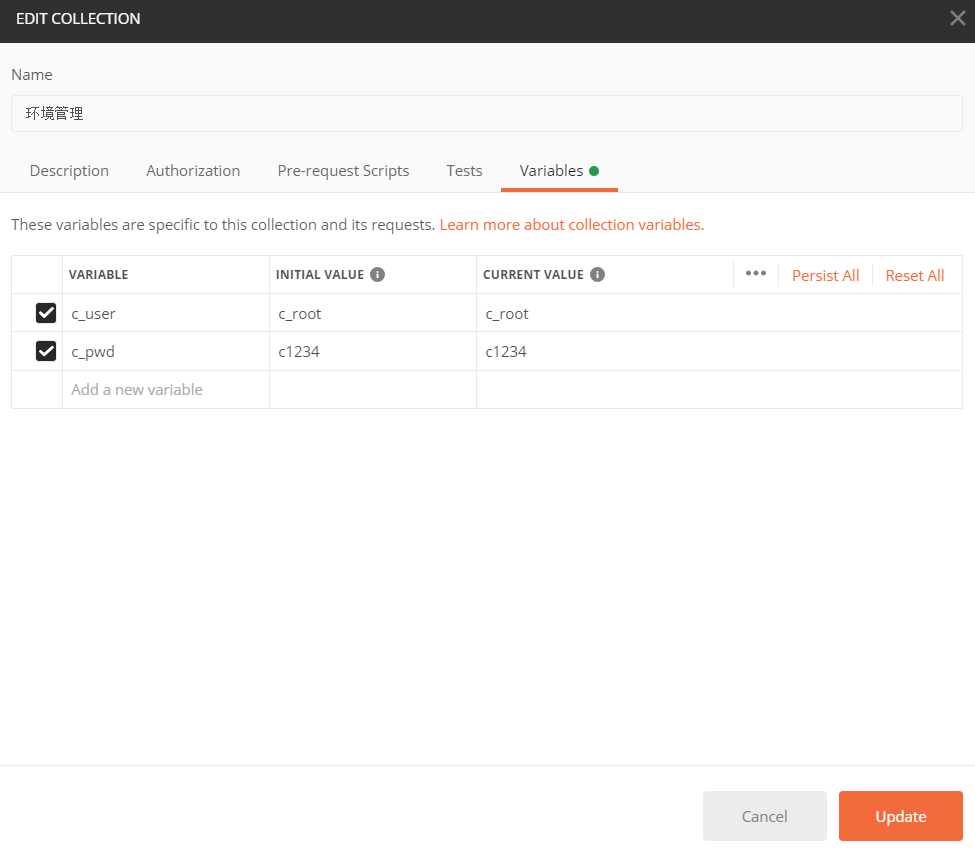 EDIT COLLECTION
Name
环境管理
Description Authorization Pre-request Scripts Tests Variables
These variables are specific to this collection and its requests. Learn more about collection variables.
VARIABLE INITIAL VALUE CURRENT VALUE Persist All Reset All
c_user c_root c_root
c_pwd c1234 c1234
Add a new variable
Cancel Update